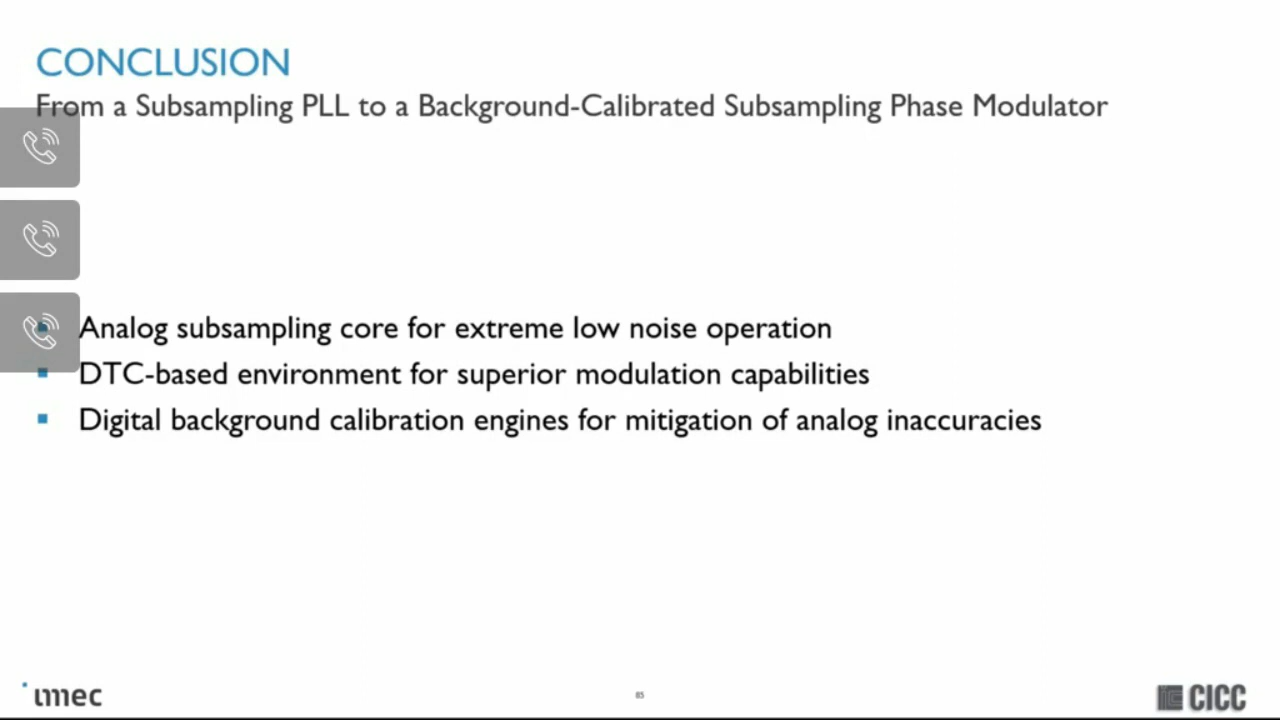 CONCLUSION
From a Subsampling PLL to a Background-Calibrated Subsampling Phase Modulator
Analog subsampling core for extreme low noise operation
DTC-based environment for superior modulation capabilities
Digital background calibration engines for mitigation of analog inaccuracies
imec
85
CICC